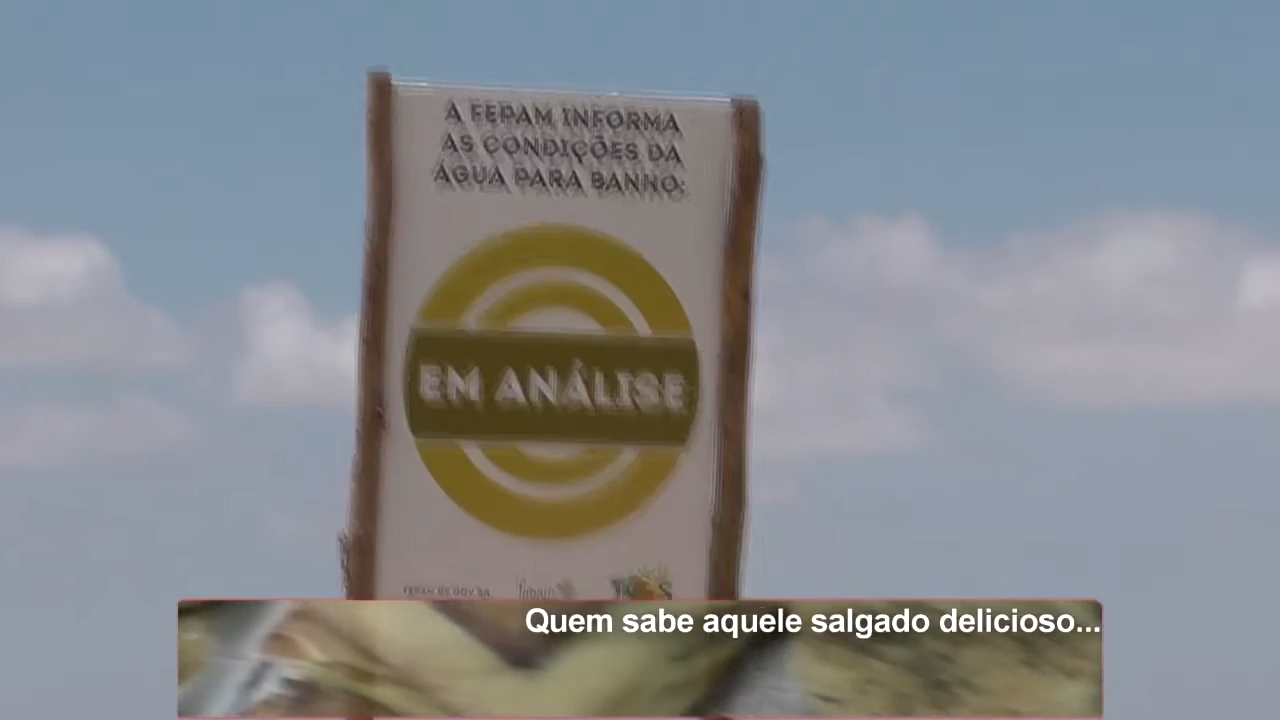 A FEPAM INFORMA
AS CONDIÇÕES DA
ÁGUA PARA BANHO:
EM ANÁLISE
Quem sabe aquele salgado delicioso...